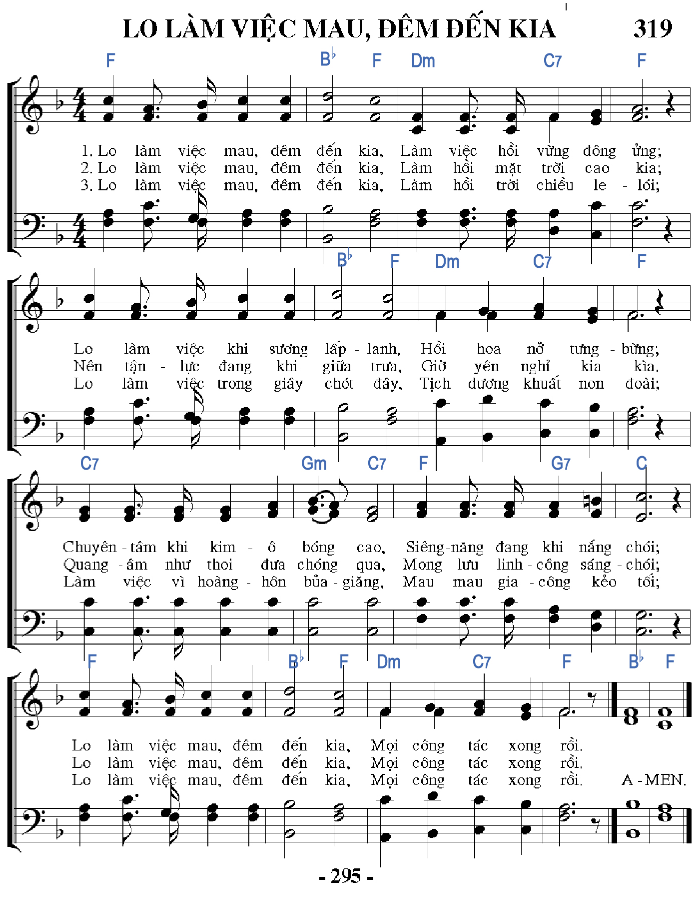 LO LÀM VIỆC MAU, ĐÊM ĐẾN KIA 319
F B♭ F Dm C7 F
1. Lo làm việc mau, đêm đến kia, Làm việc hồi vừng đông ửng;
2. Lo làm việc mau, đêm đến kia, Làm hồi mặt trời cao kia;
3. Lo làm việc mau, đêm đến kia, Làm hồi trời chiều le - lói;
B♭ F Dm C7 F
Lo làm việc khi sương lấp - lanh, Hồi hoa nở tưng - bừng;
Nên tận - lực đang khi giữa trưa, Giờ yên nghỉ kia kìa.
Lo làm việc trong giây chót đây, Tịch dương khuất non đoài;
C7 Gm C7 F G7 C
Chuyên - tâm khi kim - ô bóng cao, Siêng - năng đang khi nắng chói;
Quang - âm như thoi đưa chóng qua, Mong lưu linh - công sáng - chói;
Làm việc vì hoàng - hôn bủa - giăng, Mau mau gia - công kẻo tối;
F B♭ F Dm C7 F B♭ F
Lo làm việc mau, đêm đến kia, Mọi công tác xong rồi.
Lo làm việc mau, đêm đến kia, Mọi công tác xong rồi.
Lo làm việc mau, đêm đến kia, Mọi công tác xong rồi. A - MEN.
- 295 -